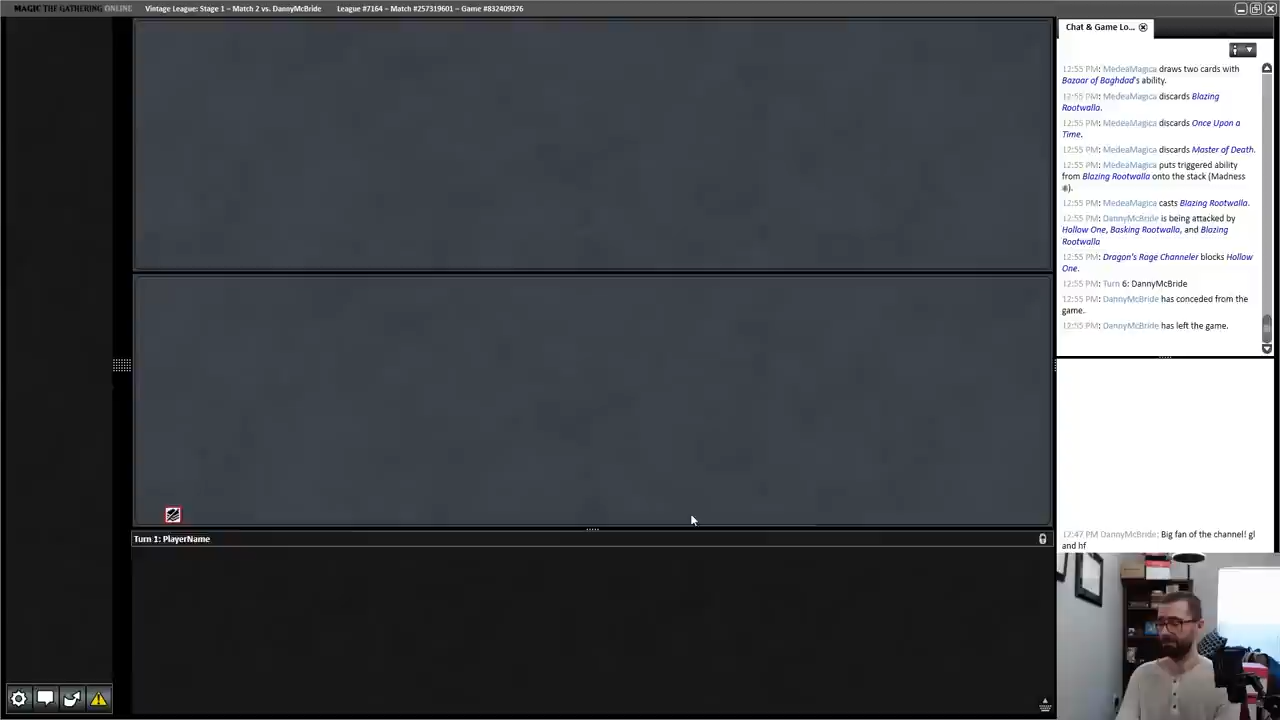 MAGIC THE GATHERING ONLINE Vintage League: Stage 1 – Match 2 vs. DannyMcBride League #7164 – Match #257319601 – Game #832409376
Chat & Game Lo...
12:55 PM: MedeaMagica draws two cards with
Bazaar of Baghdad's ability.
12:55 PM: MedeaMagica discards Blazing
Rootwalla.
12:55 PM: MedeaMagica discards Once Upon a
Time.
12:55 PM: MedeaMagica discards Master of Death.
12:55 PM: MedeaMagica puts triggered ability
from Blazing Rootwalla onto the stack (Madness
).
12:55 PM: MedeaMagica casts Blazing Rootwalla.
12:55 PM: DannyMcBride is being attacked by
Hollow One, Basking Rootwalla, and Blazing
Rootwalla
12:55 PM: Dragon's Rage Channeler blocks Hollow
One.
12:55 PM: Turn 6: DannyMcBride
12:55 PM: DannyMcBride has conceded from the
game.
12:55 PM: DannyMcBride has left the game.
12:47 PM DannyMcBride: Big fan of the channel! gl
and hf
Turn 1: PlayerName